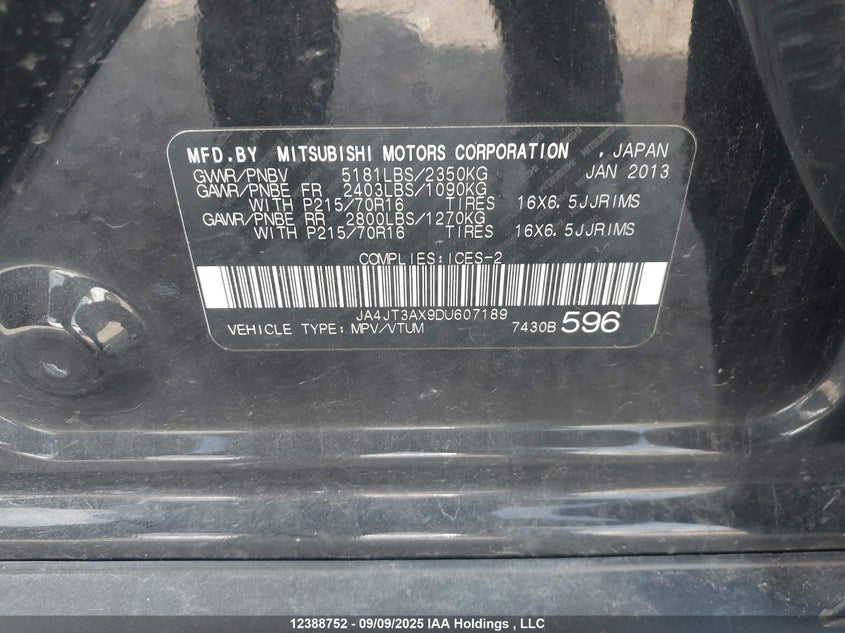 MFD.BY MITSUBISHI MOTORS CORPORATION , JAPAN
GVWR/PNBV 5181LBS/2350KG JAN 2013
GAWR/PNBE FR 2403LBS/1090KG
WITH P215/70R16 TIRES 16X6.5JJRIMS
GAWR/PNBE RR 2800LBS/1270KG
WITH P215/70R16 TIRES 16X6.5JJRIMS
COMPLIES:ICES-2
JA4JT3AX9DU607189
VEHICLE TYPE: MPV/VTUM 7430B 596
12388752 - 09/09/2025 IAA Holdings , LLC